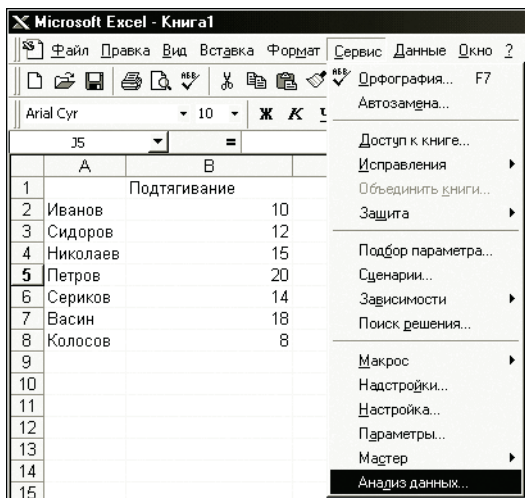 Microsoft Excel - Книга1
Файл Правка Вид Вставка Формат Сервис Данные Окно ?
Arial Cyr 10 Ж К
J5 =
A B
1 Подтягивание
2 Иванов 10
3 Сидоров 12
4 Николаев 15
5 Петров 20
6 Сериков 14
7 Васин 18
8 Колосов 8
9
10
11
12
13
14
15
Орфография... F7
Автозамена...
Доступ к книге...
Исправления
Объединить книги...
Защита
Подбор параметра...
Сценарии...
Зависимости
Поиск решения...
Макрос
Надстройки...
Настройка...
Параметры...
Мастер
Анализ данных...